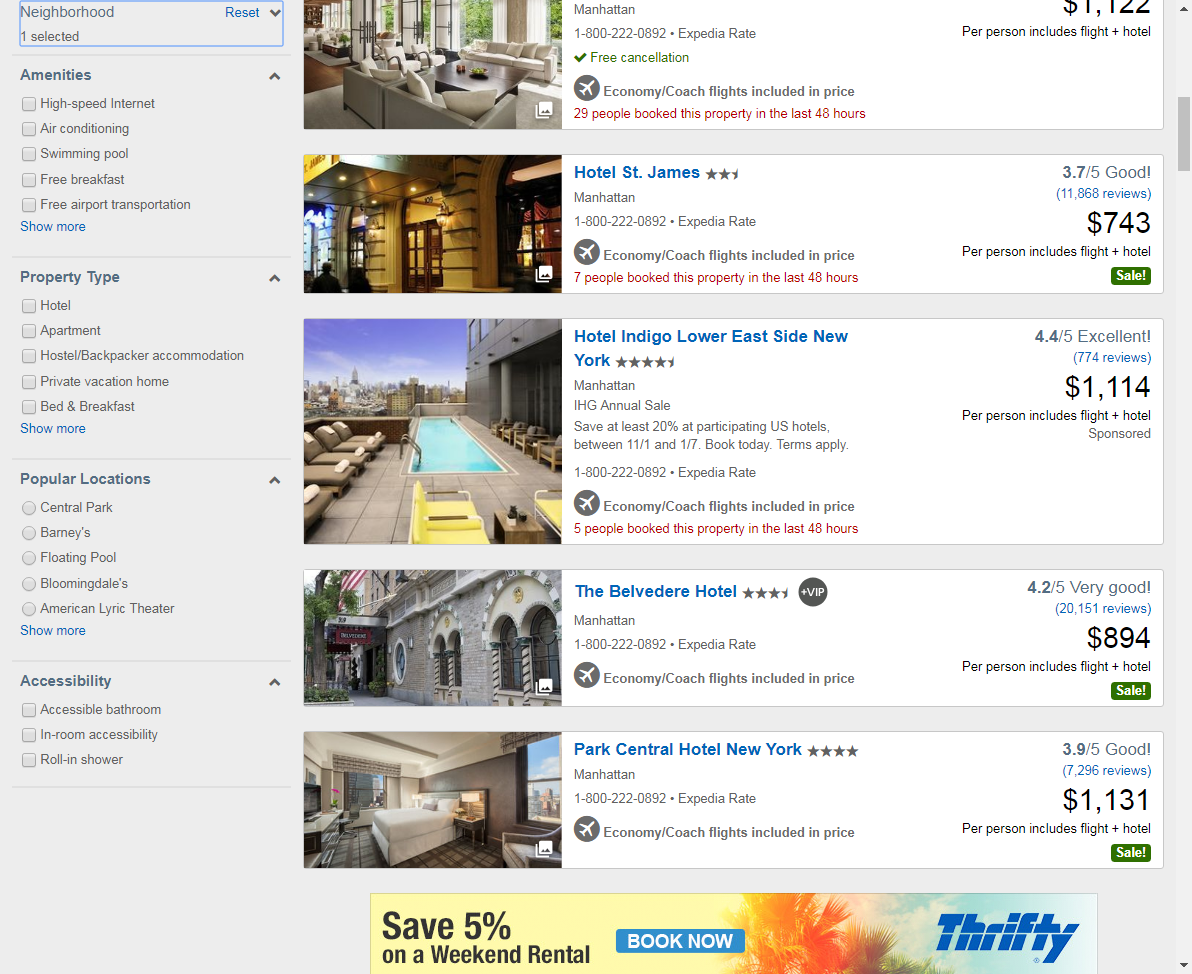 Neighborhood
Reset
1 selected
Amenities
High-speed Internet
Air conditioning
Swimming pool
Free breakfast
Free airport transportation
Show more
Property Type
Hotel
Apartment
Hostel/Backpacker accommodation
Private vacation home
Bed & Breakfast
Show more
Popular Locations
Central Park
Barney's
Floating Pool
Bloomingdale's
American Lyric Theater
Show more
Accessibility
Accessible bathroom
In-room accessibility
Roll-in shower
Manhattan
1-800-222-0892 • Expedia Rate
Free cancellation
Economy/Coach flights included in price
29 people booked this property in the last 48 hours
$1,122
Per person includes flight + hotel
Hotel St. James
Manhattan
1-800-222-0892 • Expedia Rate
Economy/Coach flights included in price
7 people booked this property in the last 48 hours
3.7/5 Good!
(11,868 reviews)
$743
Per person includes flight + hotel
Sale!
Hotel Indigo Lower East Side New
York
Manhattan
IHG Annual Sale
Save at least 20% at participating US hotels,
between 11/1 and 1/7. Book today. Terms apply.
1-800-222-0892 • Expedia Rate
Economy/Coach flights included in price
5 people booked this property in the last 48 hours
4.4/5 Excellent!
(774 reviews)
$1,114
Per person includes flight + hotel
Sponsored
BELVEDERE
The Belvedere Hotel
+VIP
Manhattan
1-800-222-0892 • Expedia Rate
Economy/Coach flights included in price
4.2/5 Very good!
(20,151 reviews)
$894
Per person includes flight + hotel
Sale!
Park Central Hotel New York
Manhattan
1-800-222-0892 • Expedia Rate
Economy/Coach flights included in price
3.9/5 Good!
(7,296 reviews)
$1,131
Per person includes flight + hotel
Sale!
Save 5%
on a Weekend Rental
BOOK NOW
Thrifty